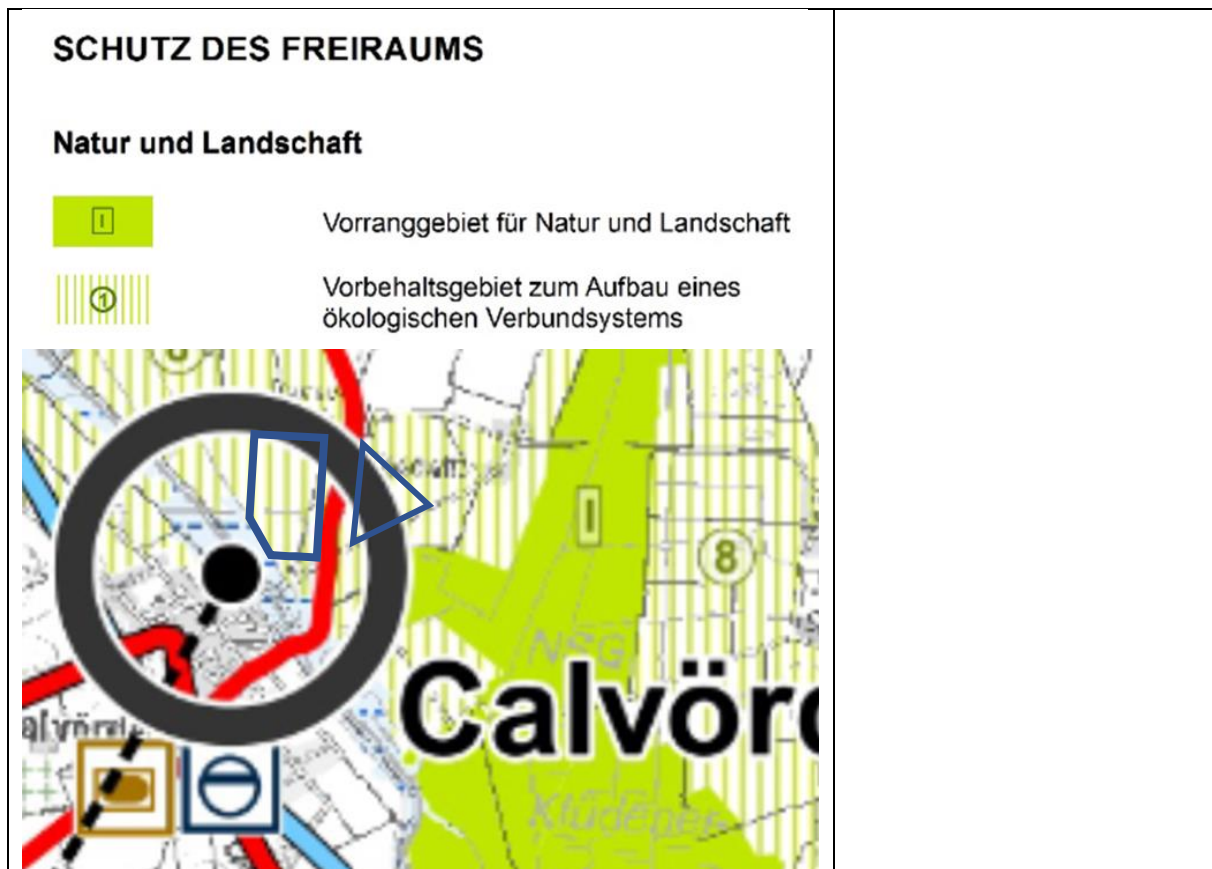 SCHUTZ DES FREIRAUMS
Natur und Landschaft
I
Vorranggebiet für Natur und Landschaft
1
Vorbehaltsgebiet zum Aufbau eines
ökologischen Verbundsystems
I
8
NSG
Calvörd
Klüdener